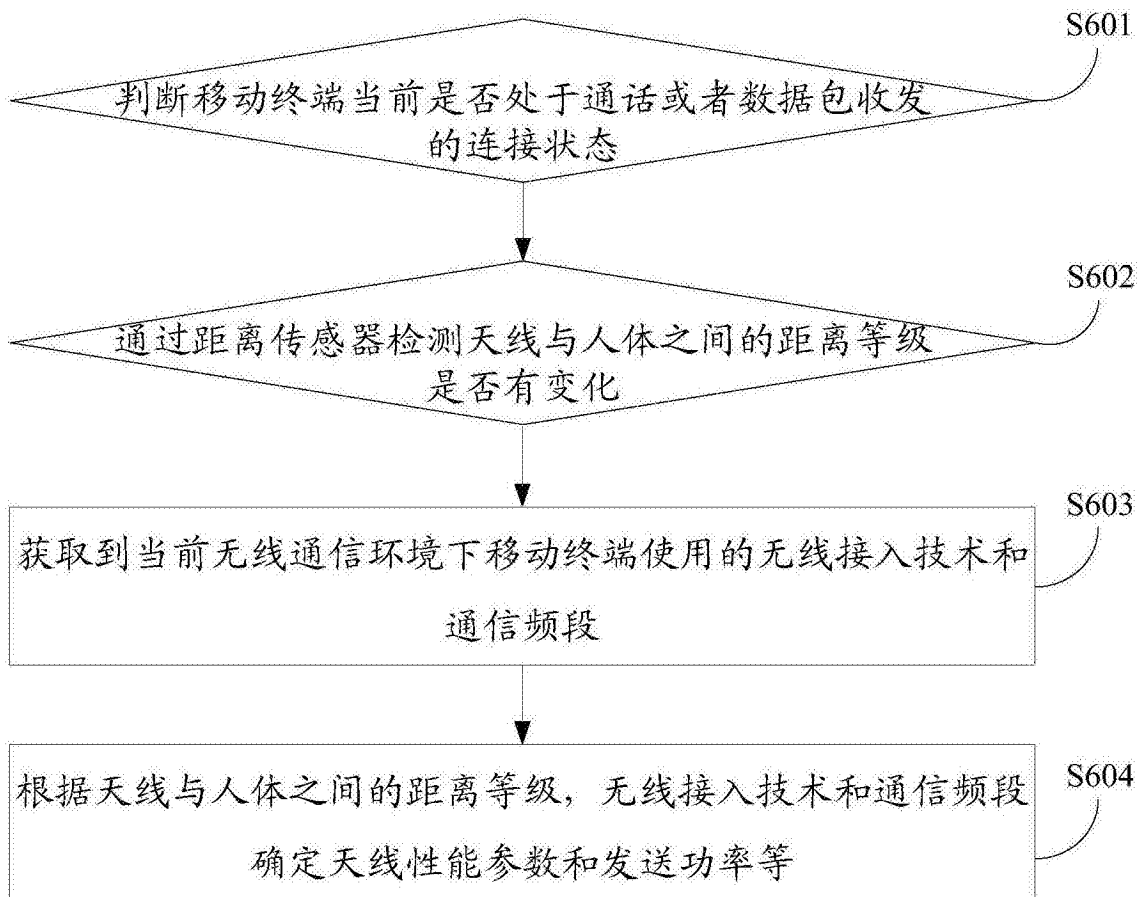 S601
判断移动终端当前是否处于通话或者数据包收发
的连接状态
S602
通过距离传感器检测天线与人体之间的距离等级
是否有变化
S603
获取到当前无线通信环境下移动终端使用的无线接入技术和
通信频段
S604
根据天线与人体之间的距离等级，无线接入技术和通信频段
确定天线性能参数和发送功率等